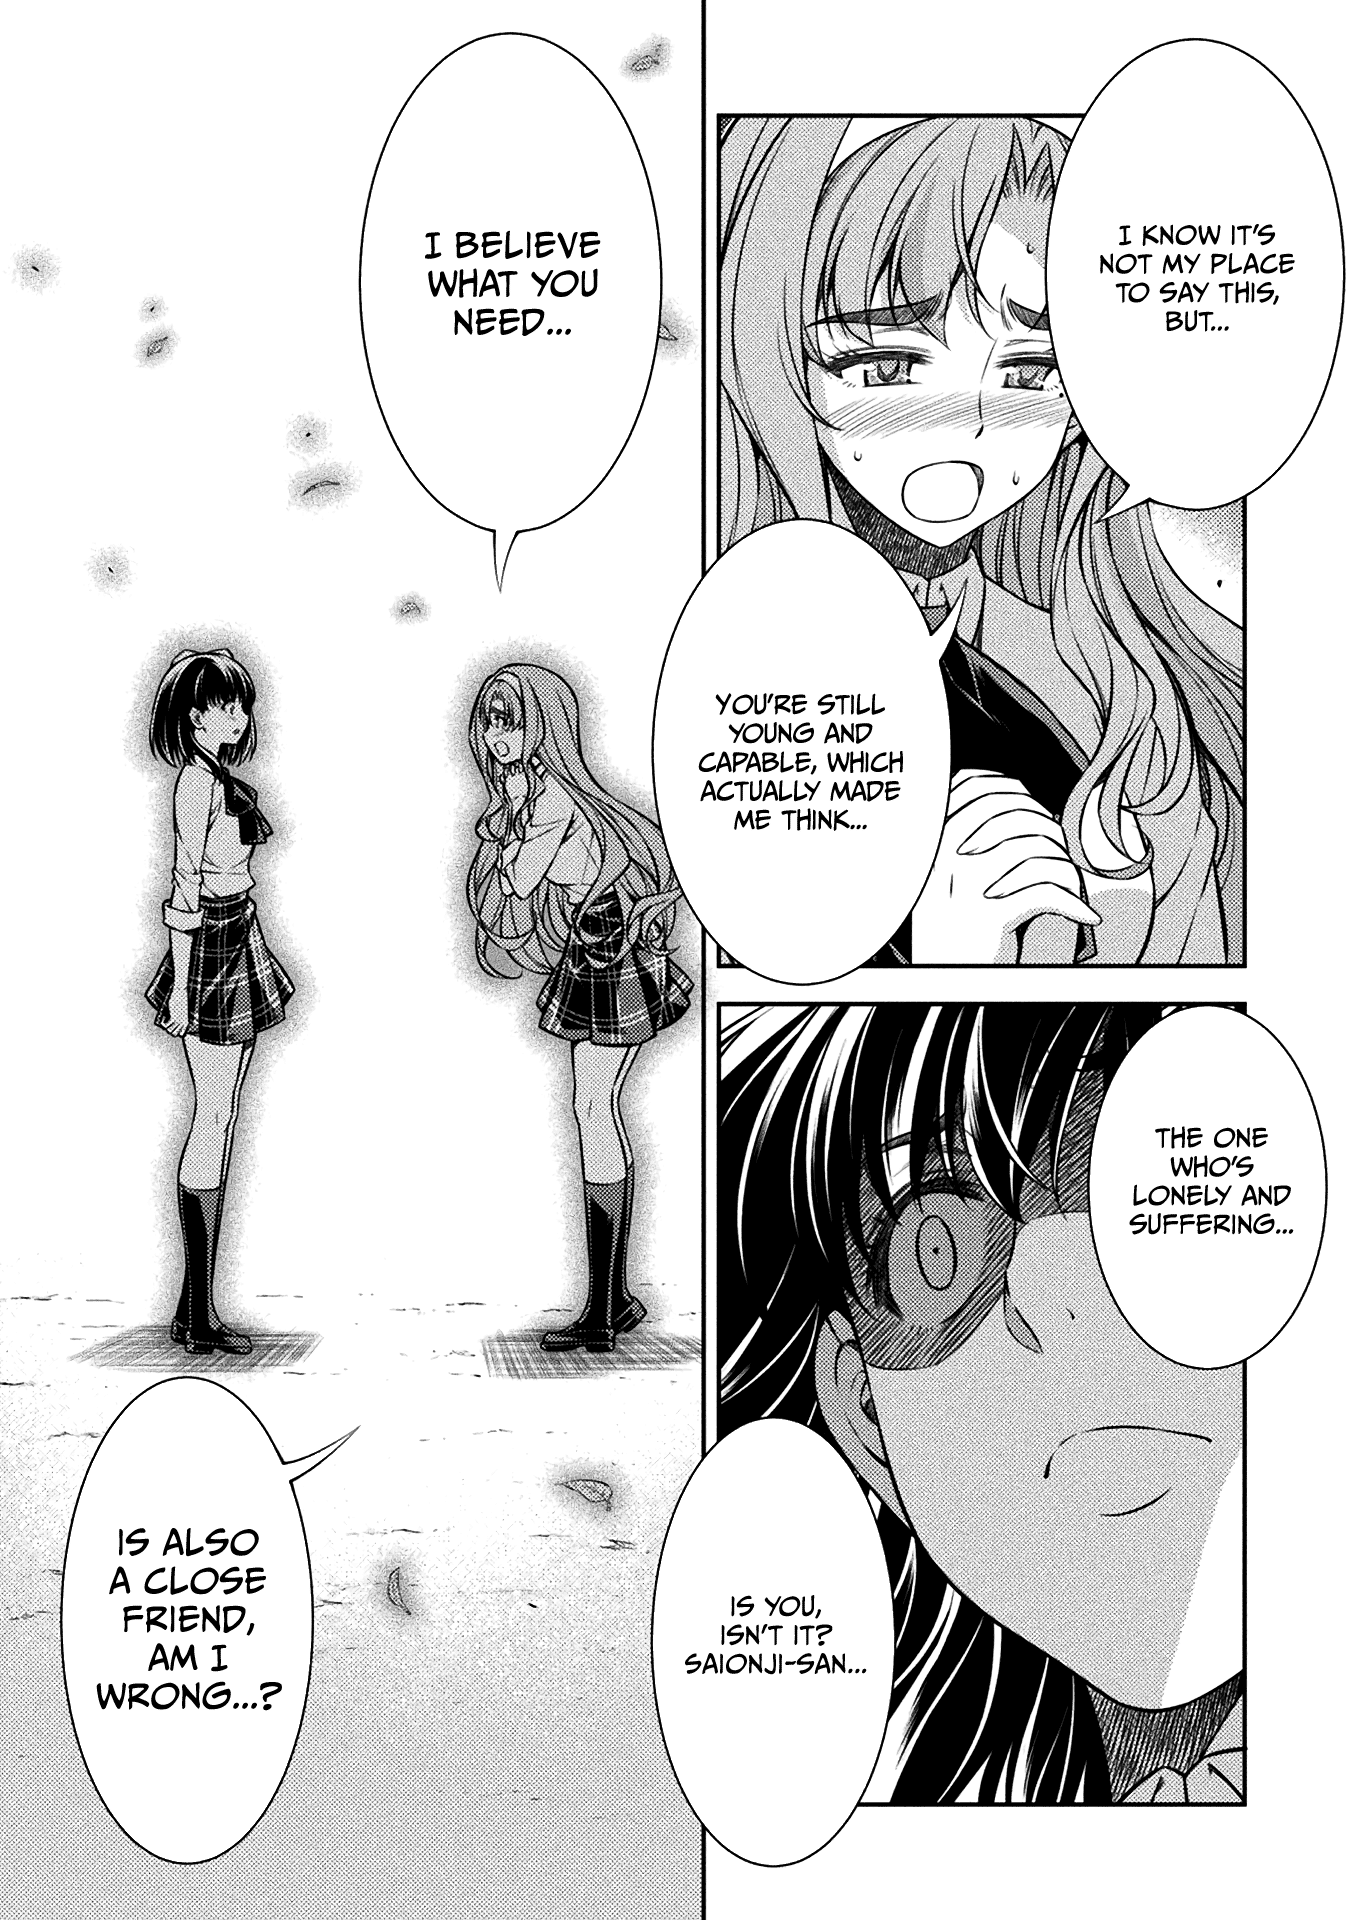 I KNOW IT'S
NOT MY PLACE
TO SAY THIS,
BUT...
YOU'RE STILL
YOUNG AND
CAPABLE, WHICH
ACTUALLY MADE
ME THINK...
THE ONE
WHO'S
LONELY AND
SUFFERING...
IS YOU,
ISN'T IT?
SAIONJI-SAN...
I BELIEVE
WHAT YOU
NEED...
IS ALSO
A CLOSE
FRIEND,
AM I
WRONG...?